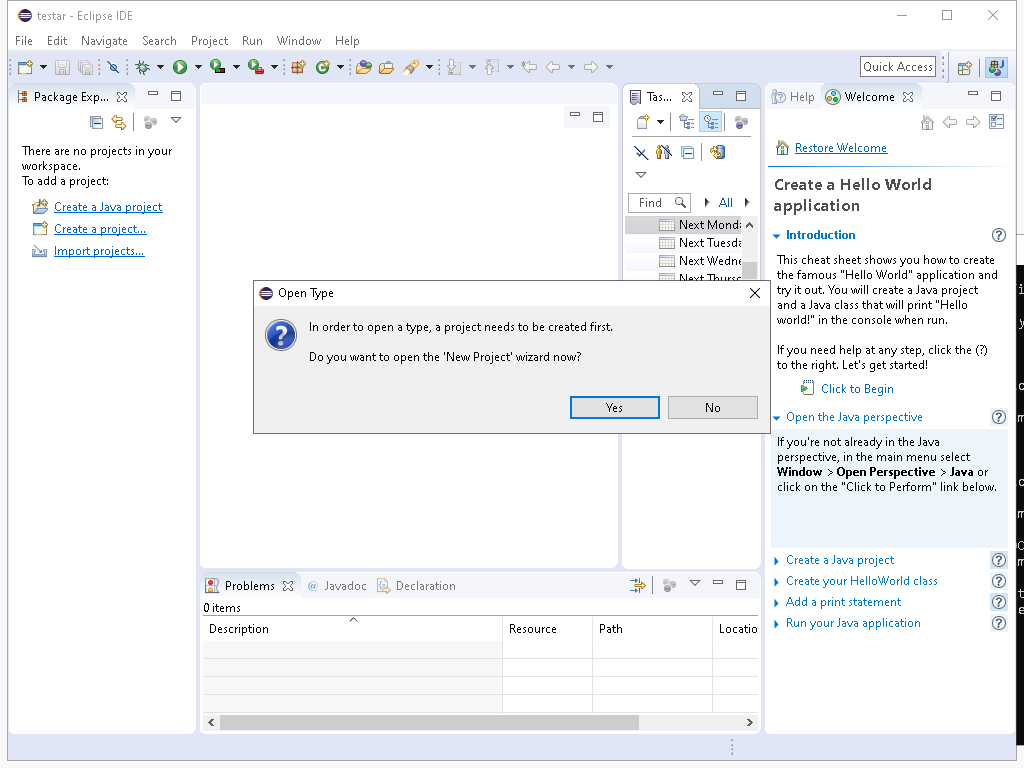 testar - Eclipse IDE
File Edit Navigate Search Project Run Window Help
Quick Access
Package Exp...
There are no projects in your
workspace.
To add a project:
Create a Java project
Create a project...
Import projects...
Tas...
Find
All
Next Monda
Next Tuesda
Next Wedne
Next Thursd
Help
Welcome
Restore Welcome
Create a Hello World
application
Introduction
This cheat sheet shows you how to create
the famous "Hello World" application and
try it out. You will create a Java project
and a Java class that will print "Hello
world!" in the console when run.
If you need help at any step, click the (?)
to the right. Let's get started!
Click to Begin
Open the Java perspective
If you're not already in the Java
perspective, in the main menu select
Window > Open Perspective > Java or
click on the "Click to Perform" link below.
Create a Java project
Create your HelloWorld class
Add a print statement
Run your Java application
Open Type
In order to open a type, a project needs to be created first.
Do you want to open the 'New Project' wizard now?
Yes
No
Problems
@ Javadoc
Declaration
0 items
Description
Resource
Path
Locatio